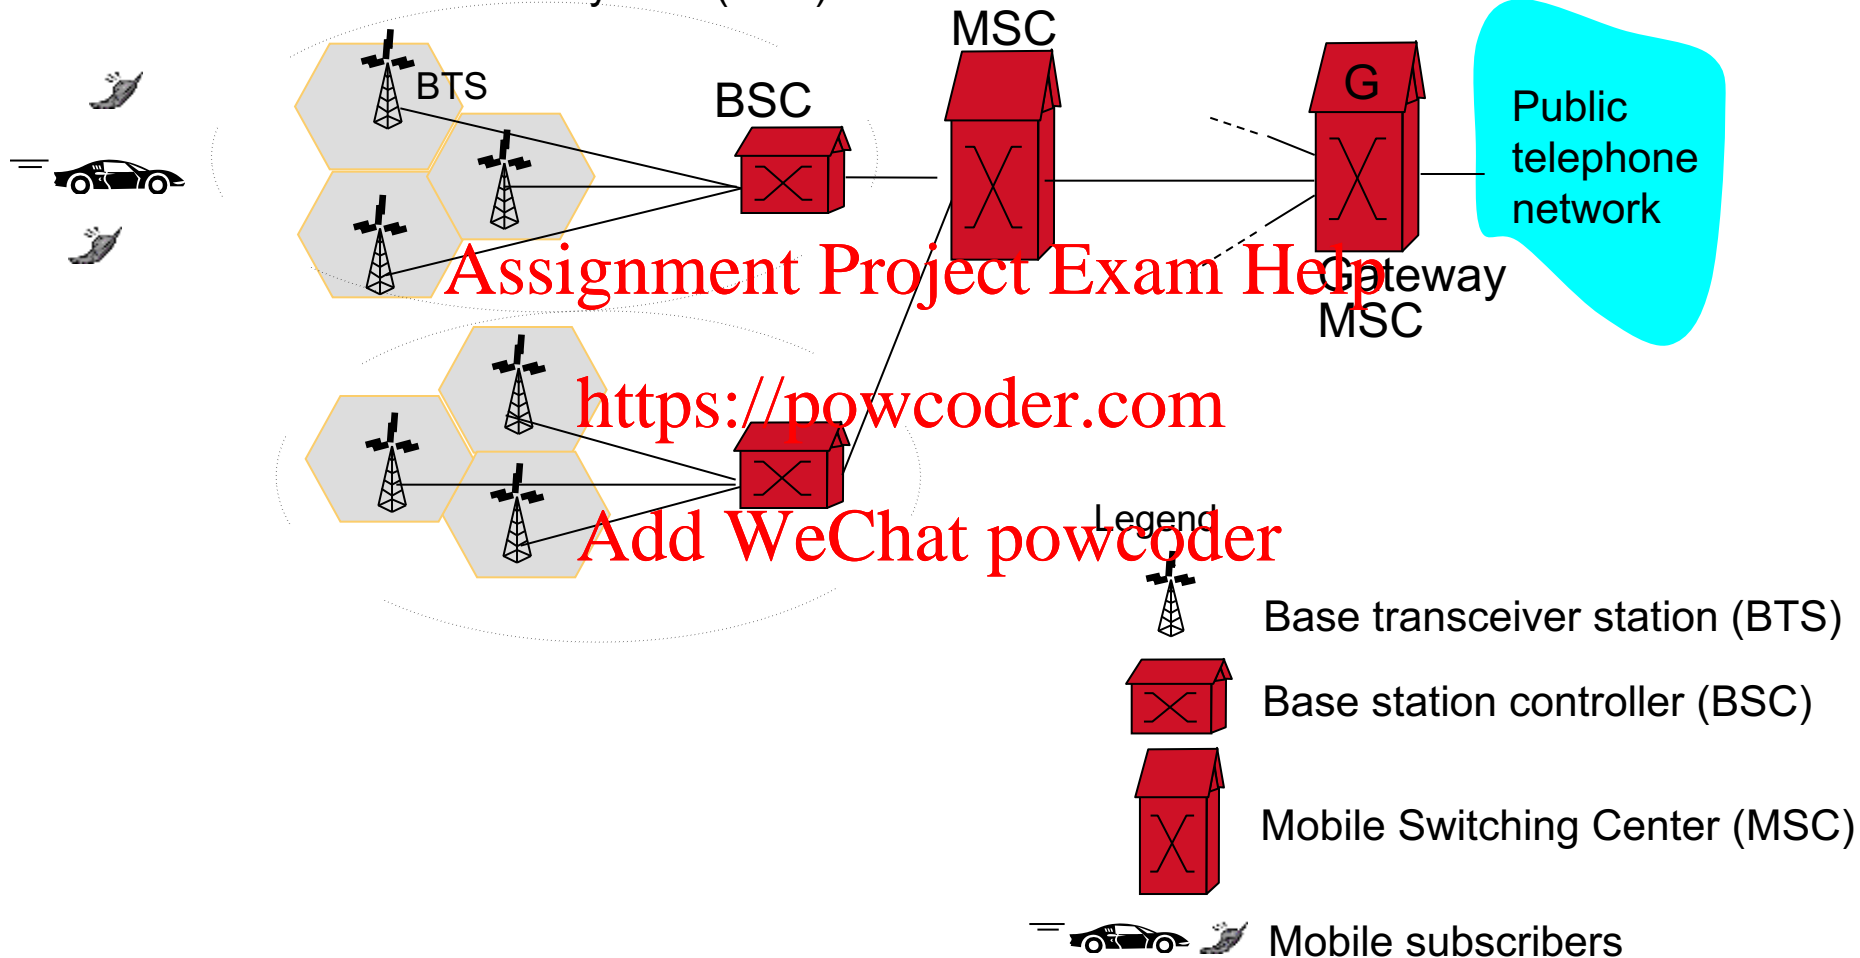 MSC
G
BTS
BSC
Public
telephone
network
Assignment Project Exam Help
Gateway
MSC
https://powcoder.com
Legend
Add WeChat powcoder
Base transceiver station (BTS)
Base station controller (BSC)
Mobile Switching Center (MSC)
Mobile subscribers